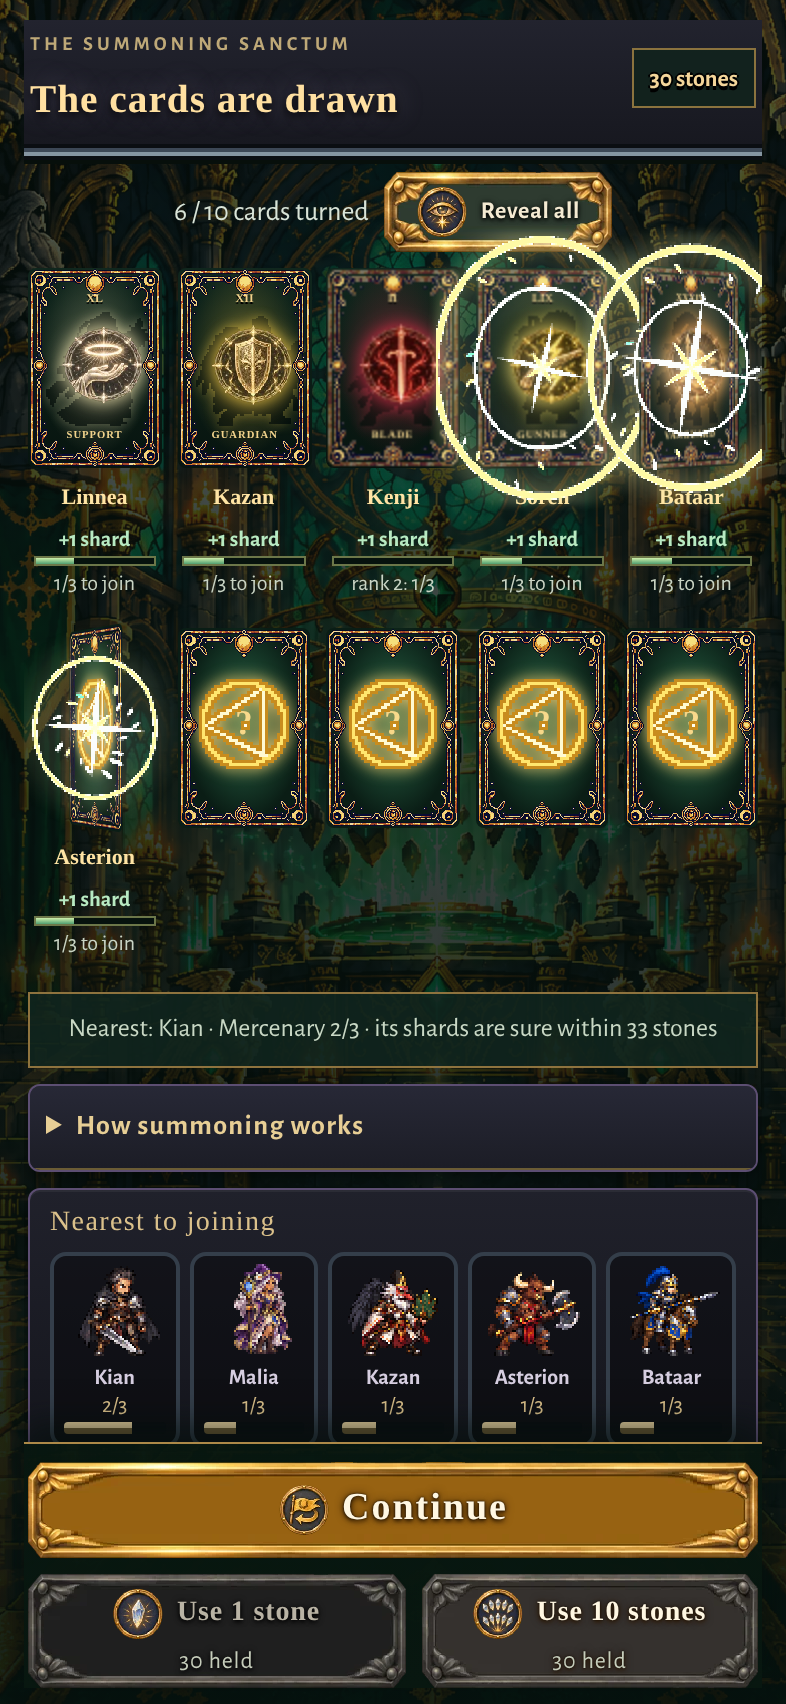 THE SUMMONING SANCTUM
The cards are drawn
30 stones
6 / 10 cards turned
Reveal all
XL
XII
II
LIX
SUPPORT
GUARDIAN
BLADE
GUNNER
Linnea
Kazan
Kenji
Soren
Bataar
+1 shard
+1 shard
+1 shard
+1 shard
+1 shard
1/3 to join
1/3 to join
rank 2: 1/3
1/3 to join
1/3 to join
?
?
?
?
Asterion
+1 shard
1/3 to join
Nearest: Kian · Mercenary 2/3 · its shards are sure within 33 stones
How summoning works
Nearest to joining
Kian
Malia
Kazan
Asterion
Bataar
2/3
1/3
1/3
1/3
1/3
Continue
Use 1 stone
30 held
Use 10 stones
30 held